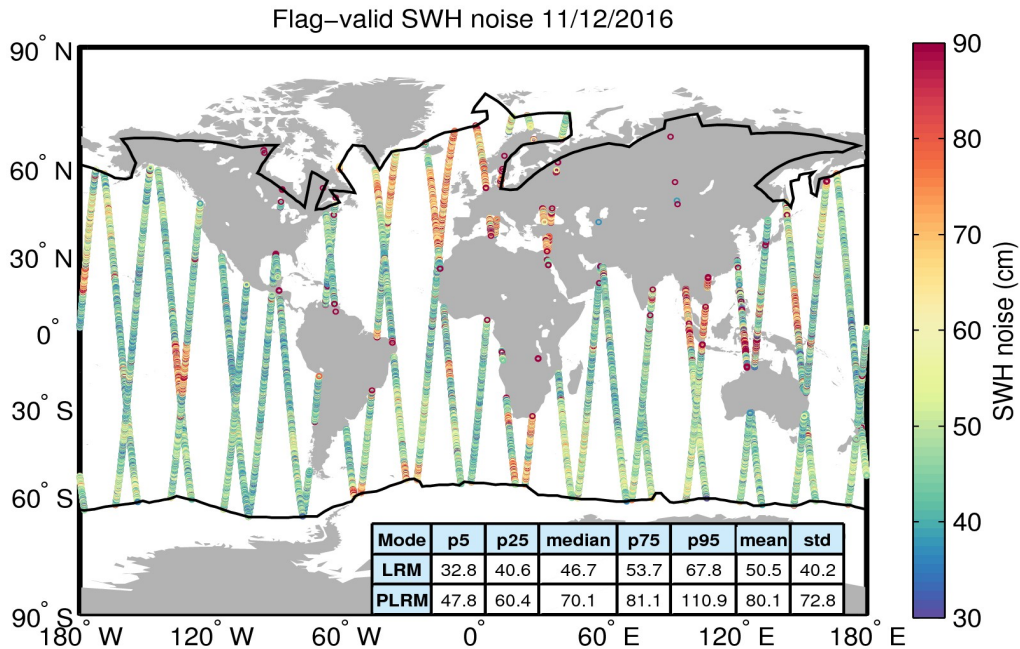 Flag−valid SWH noise 11/12/2016
90° N
60° N
30° N
0°
30° S
60° S
90° S
180° W 120° W 60° W 0° 60° E 120° E 180° E
Mode p5 p25 median p75 p95 mean std
LRM 32.8 40.6 46.7 53.7 67.8 50.5 40.2
PLRM 47.8 60.4 70.1 81.1 110.9 80.1 72.8
90
80
70
60
50
40
30
SWH noise (cm)